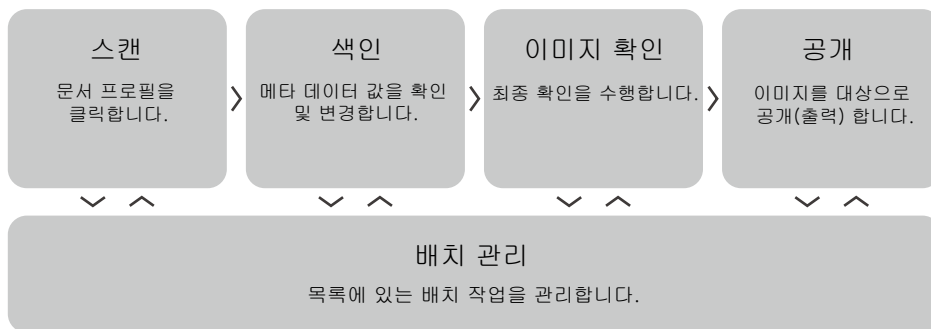 스캔
문서 프로필을
클릭합니다.
색인
메타 데이터 값을 확인
및 변경합니다.
이미지 확인
최종 확인을 수행합니다.
공개
이미지를 대상으로
공개(출력) 합니다.
배치 관리
목록에 있는 배치 작업을 관리합니다.